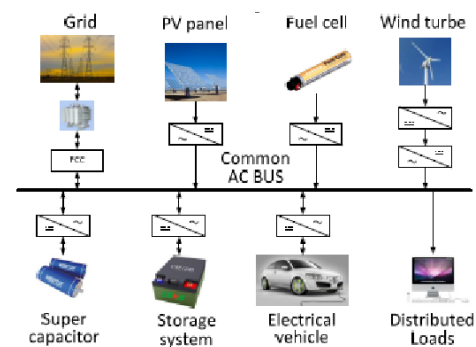 Grid
PV panel
Fuel cell
Wind turbe
PCC
Common
AC BUS
Super
capacitor
Storage
system
Electrical
vehicle
Distributed
Loads